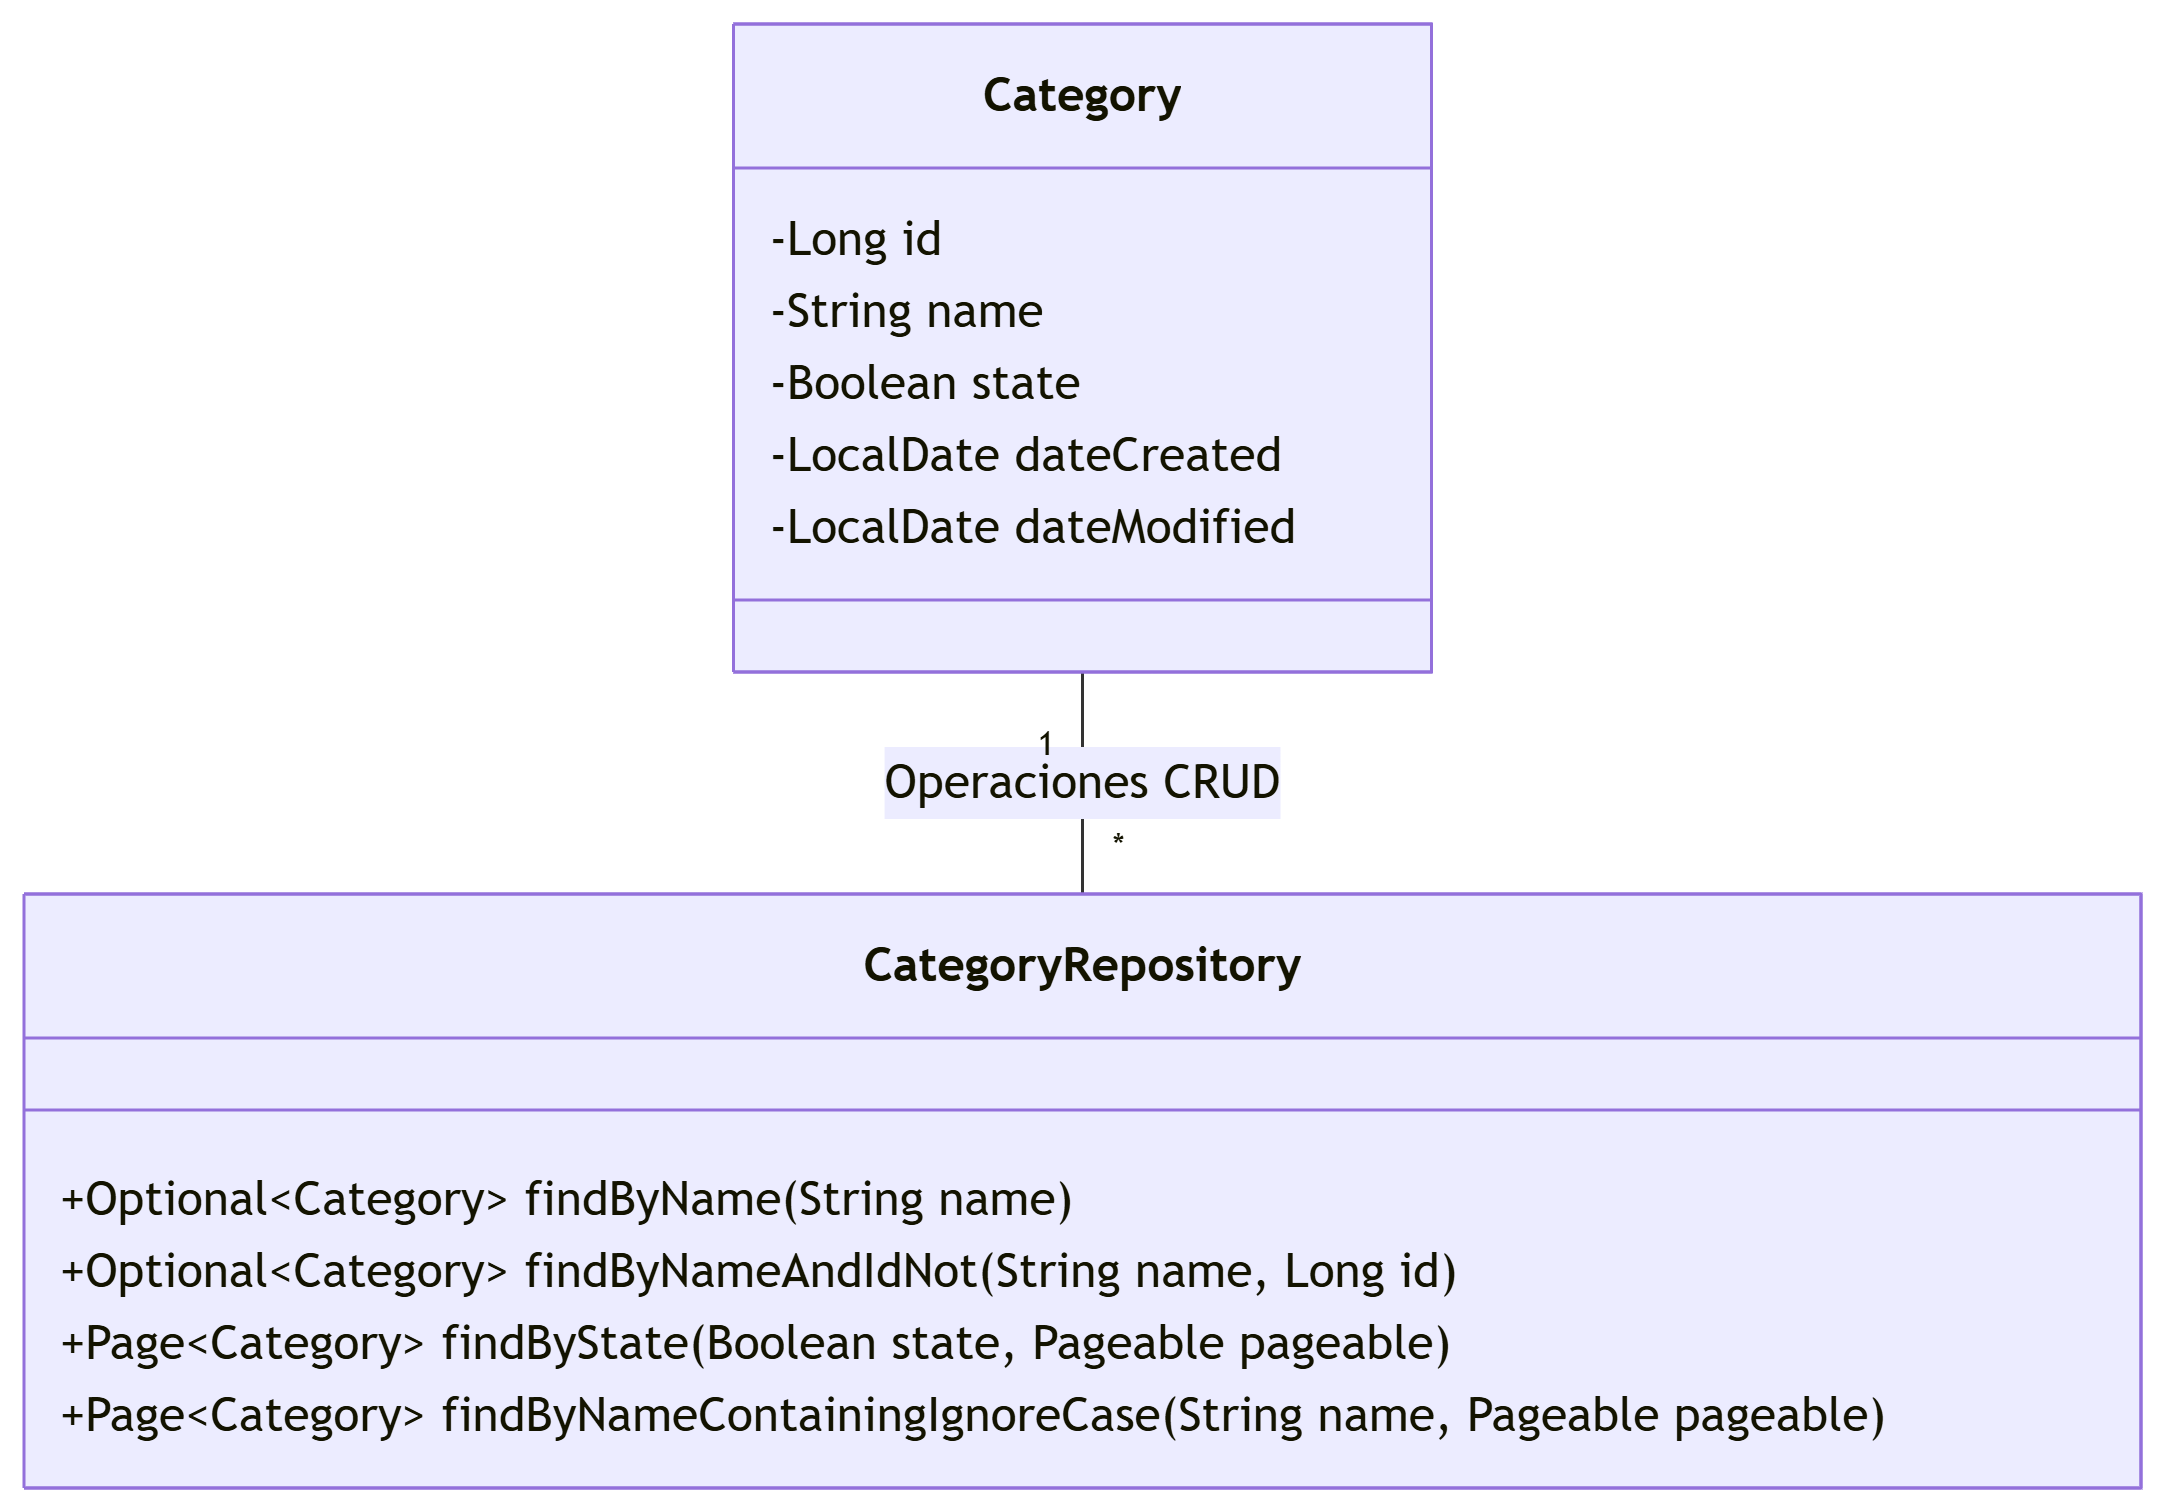 Category
-Long id
-String name
-Boolean state
-LocalDate dateCreated
-LocalDate dateModified
1
Operaciones CRUD
*
CategoryRepository
+Optional<Category> findByName(String name)
+Optional<Category> findByNameAndIdNot(String name, Long id)
+Page<Category> findByState(Boolean state, Pageable pageable)
+Page<Category> findByNameContainingIgnoreCase(String name, Pageable pageable)